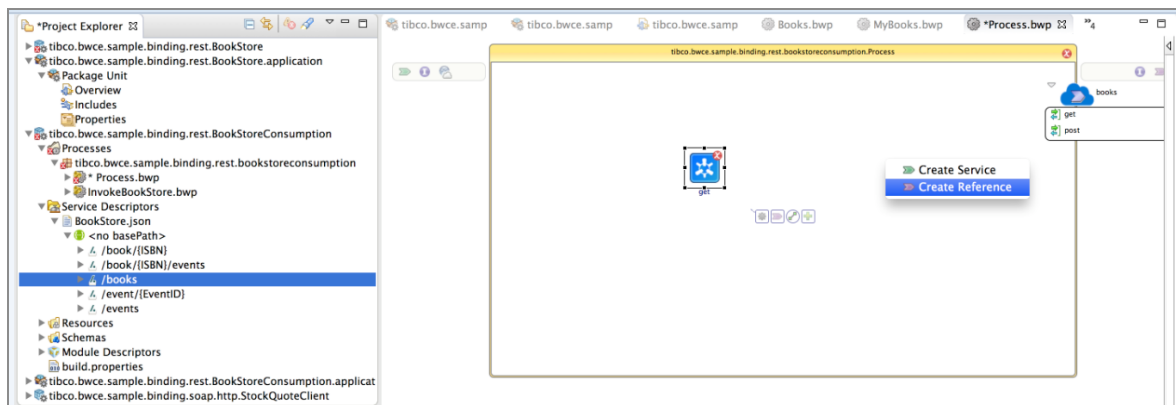 *Project Explorer
tibco.bwce.sample.binding.rest.BookStore
tibco.bwce.sample.binding.rest.BookStore.application
Package Unit
Overview
Includes
Properties
tibco.bwce.sample.binding.rest.BookStoreConsumption
Processes
tibco.bwce.sample.binding.rest.bookstoreconsumption
* Process.bwp
InvokeBookStore.bwp
Service Descriptors
BookStore.json
<no basePath>
/book/{ISBN}
/book/{ISBN}/events
/books
/event/{EventID}
/events
Resources
Schemas
Module Descriptors
build.properties
tibco.bwce.sample.binding.rest.BookStoreConsumption.applicat
tibco.bwce.sample.binding.soap.http.StockQuoteClient
tibco.bwce.samp
tibco.bwce.samp
tibco.bwce.samp
Books.bwp
MyBooks.bwp
*Process.bwp
»4
tibco.bwce.sample.binding.rest.bookstoreconsumption.Process
books
get
post
get
Create Service
Create Reference